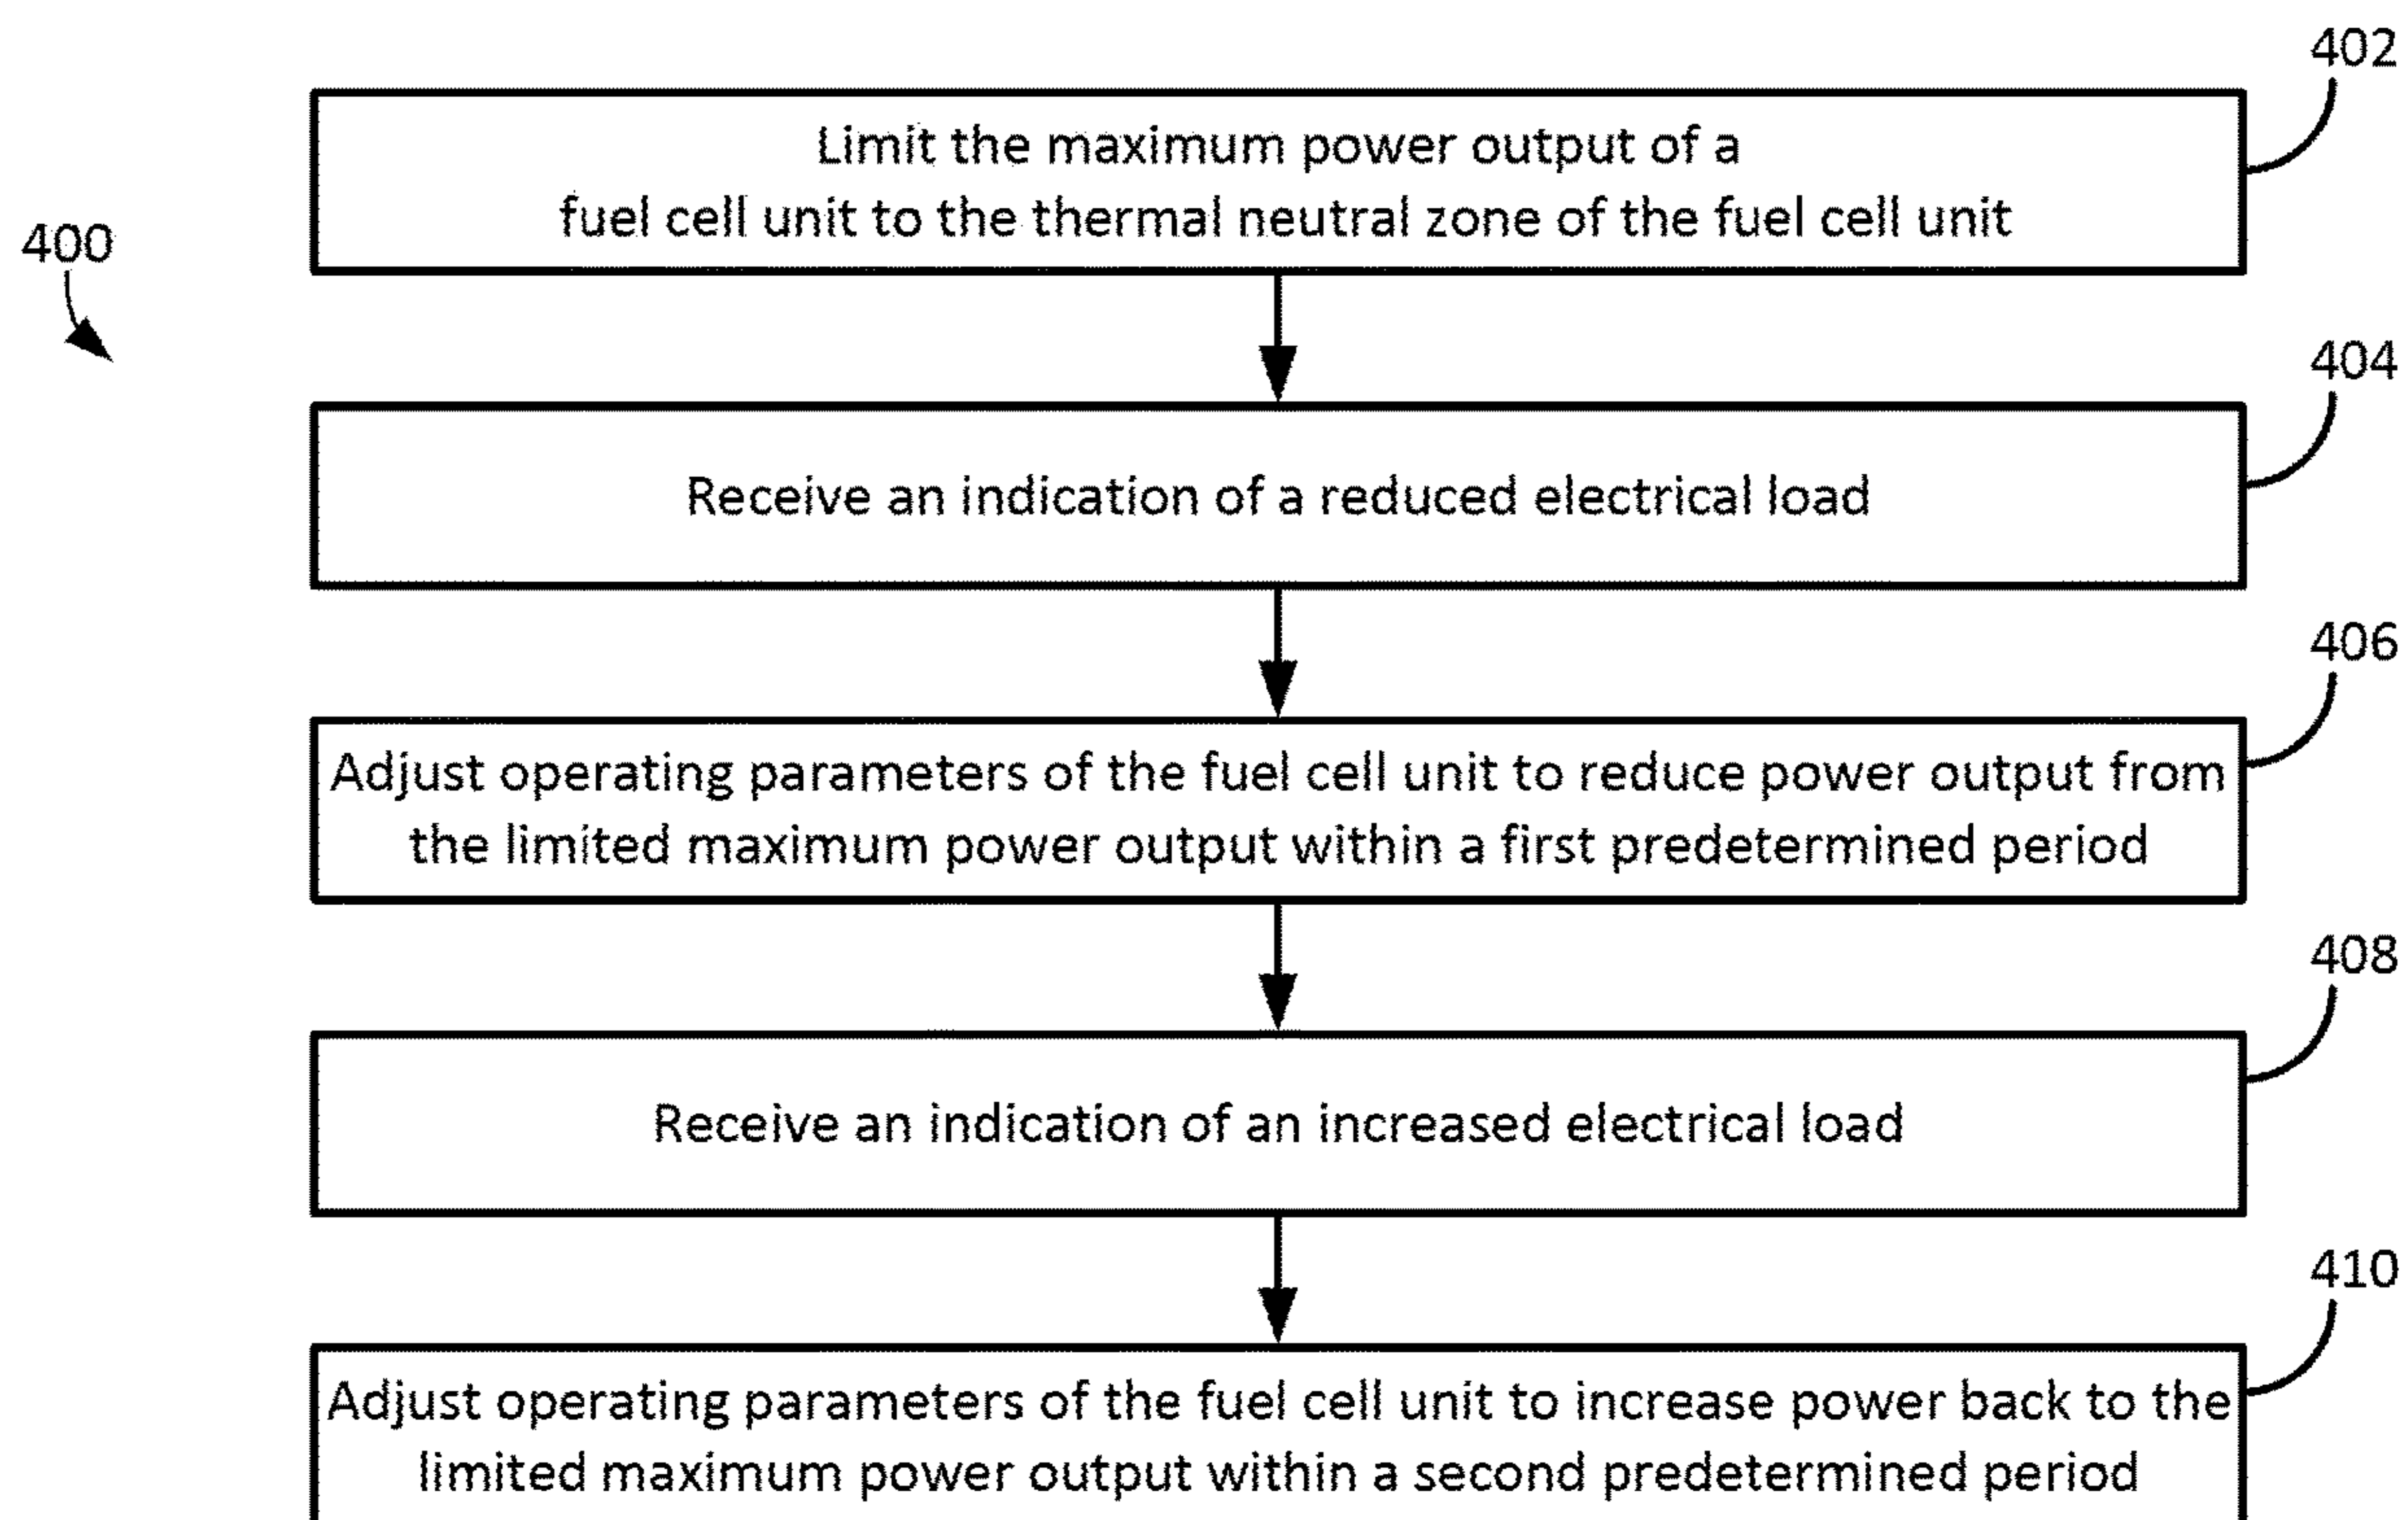 402
Limit the maximum power output of a
fuel cell unit to the thermal neutral zone of the fuel cell unit
400
404
Receive an indication of a reduced electrical load
406
Adjust operating parameters of the fuel cell unit to reduce power output from
the limited maximum power output within a first predetermined period
408
Receive an indication of an increased electrical load
410
Adjust operating parameters of the fuel cell unit to increase power back to the
limited maximum power output within a second predetermined period